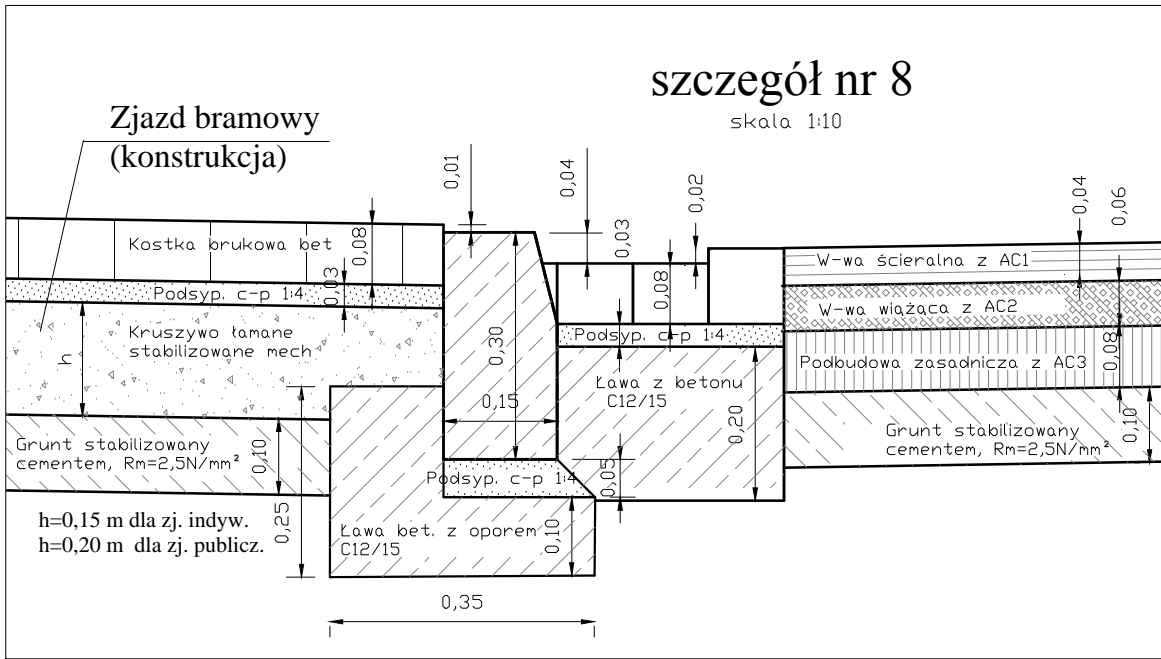 szczegół nr 8
skala 1:10
Zjazd bramowy
(konstrukcja)
0,01
0,04
0,03
0,02
0,04
0,06
Kostka brukowa bet
0,08
0,03
Podsyp. c-p 1:4
Kruszywo łamane
stabilizowane mech
h
0,30
0,15
0,08
Podsyp. c-p 1:4
Ława z betonu
C12/15
0,20
W-wa ścieralna z AC1
W-wa wiążąca z AC2
Podbudowa zasadnicza z AC3
0,08
Grunt stabilizowany
cementem, Rm=2,5N/mm²
0,10
Grunt stabilizowany
cementem, Rm=2,5N/mm²
0,10
0,25
Podsyp. c-p 1:4
0,05
Ława bet. z oporem
C12/15
0,10
h=0,15 m dla zj. indyw.
h=0,20 m dla zj. publicz.
0,35